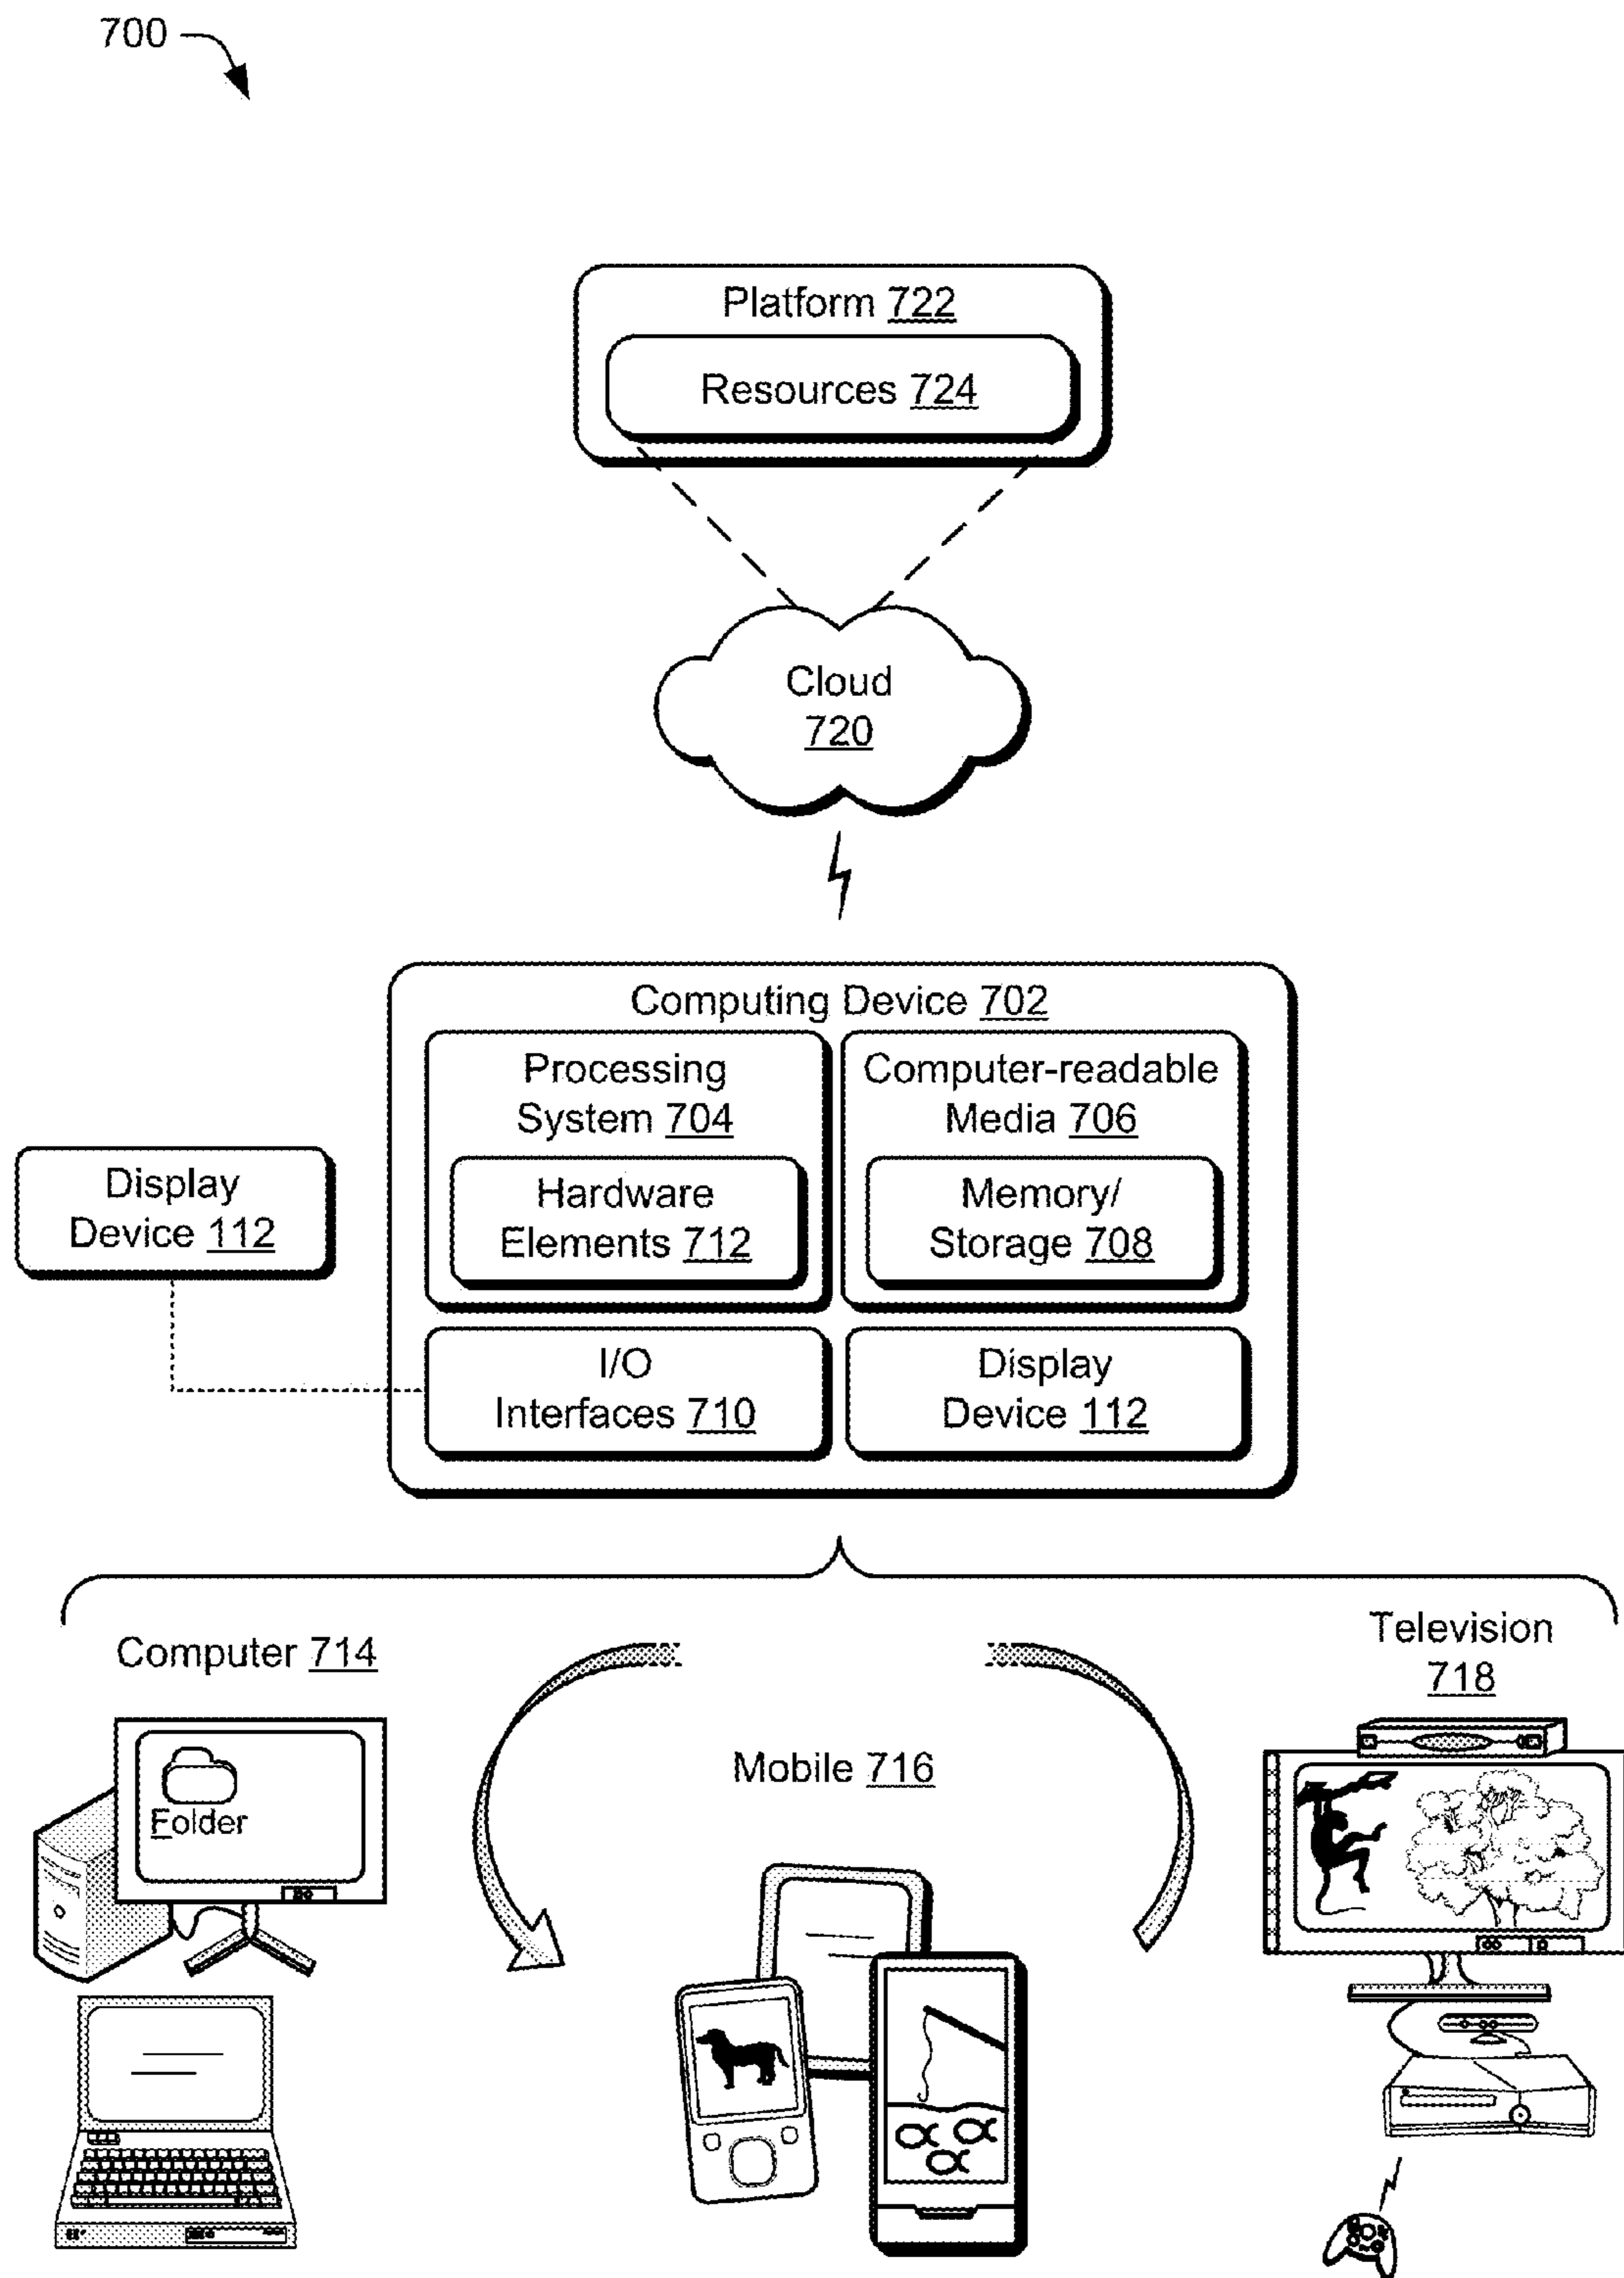 700
Platform 722
Resources 724
Cloud
720
Computing Device 702
Processing
System 704
Hardware
Elements 712
Computer-readable
Media 706
Memory/
Storage 708
Display
Device 112
I/O
Interfaces 710
Display
Device 112
Computer 714
Folder
Mobile 716
Television
718